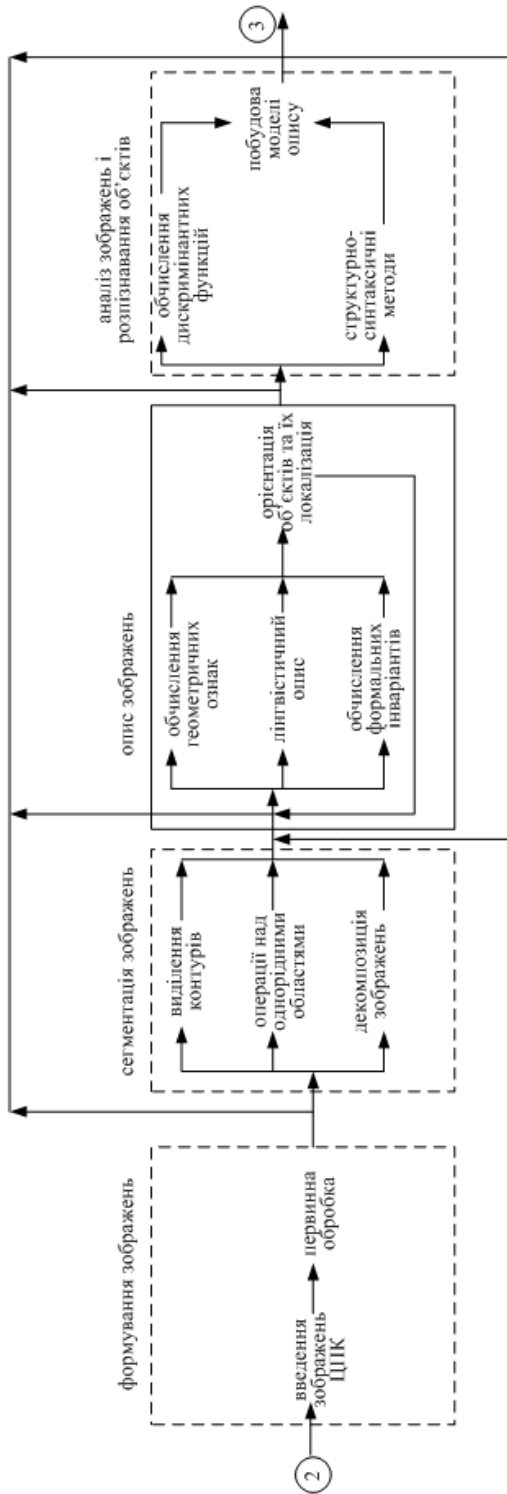 формування зображень
2
введення
зображень
ЦПК
первинна
обробка
сегментація зображень
виділення
контурів
операції над
однорідними
областями
декомпозиція
зображень
опис зображень
обчислення
геометричних
ознак
лінгвістичний
опис
обчислення
формальних
інваріантів
орієнтація
об'єктів та їх
локалізація
аналіз зображень і
розпізнавання об'єктів
обчислення
дискримінантних
функцій
структурно-
синтаксичні
методи
побудова
моделі
опису
3